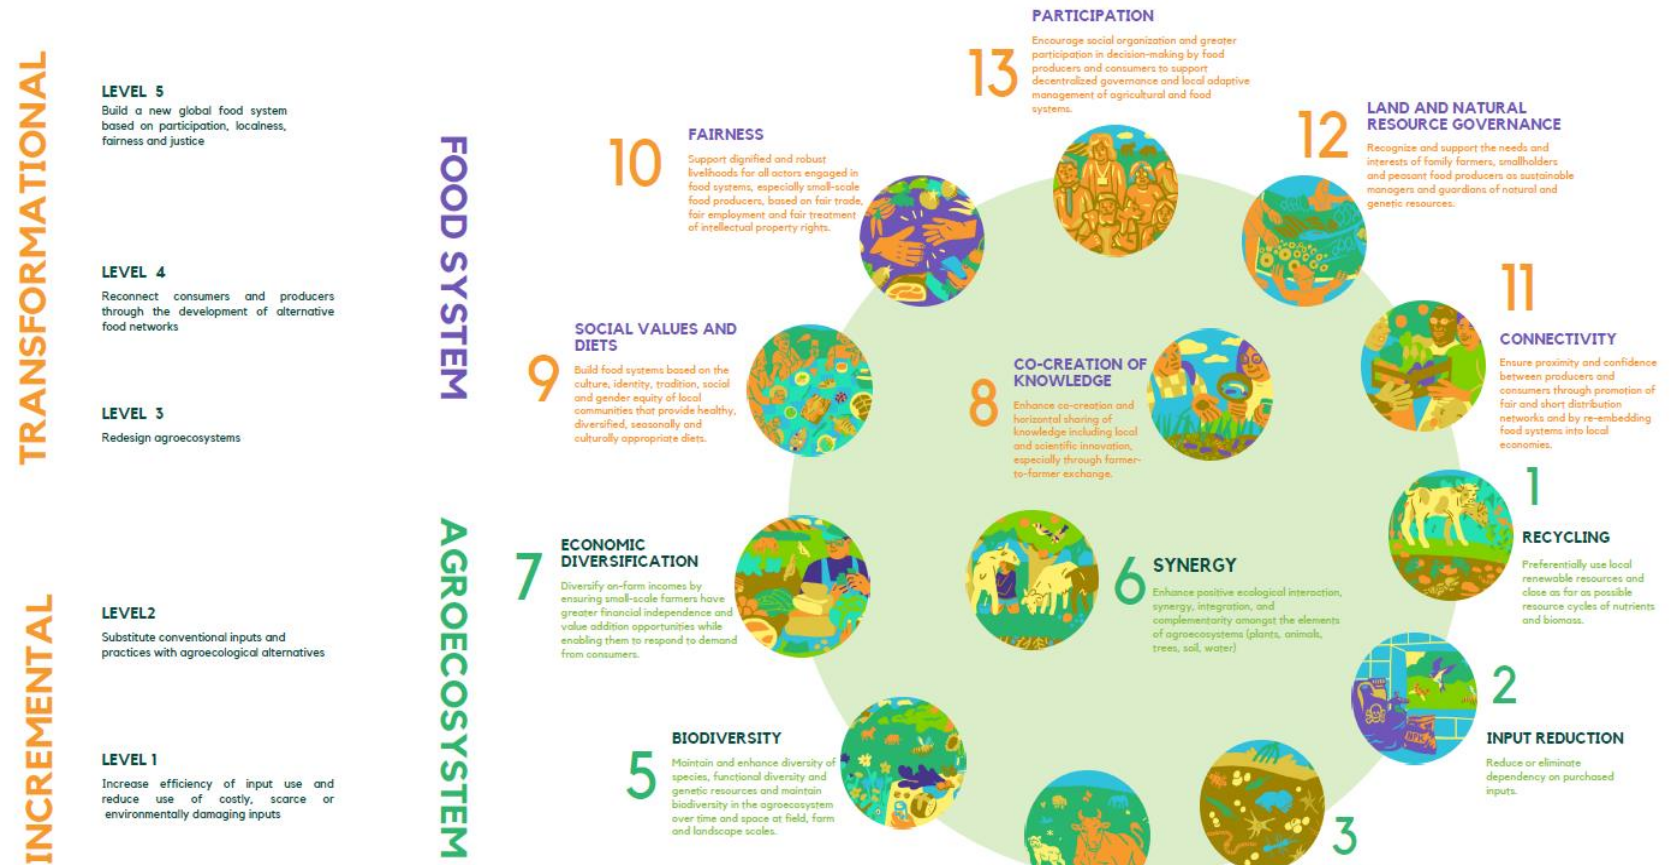 TRANSFORMATIONAL
LEVEL 5
Build a new global food system
based on participation, localness,
fairness and justice
LEVEL 4
Reconnect consumers and producers
through the development of alternative
food networks
LEVEL 3
Redesign agroecosystems
INCREMENTAL
LEVEL2
Substitute conventional inputs and
practices with agroecological alternatives
LEVEL 1
Increase efficiency of input use and
reduce use of costly, scarce or
environmentally damaging inputs
FOOD SYSTEM
AGROECOSYSTEM
13
PARTICIPATION
Encourage social organization and greater
participation in decision-making by food
producers and consumers to support
decentralized governance and local adaptive
management of agricultural and food
systems.
12
LAND AND NATURAL
RESOURCE GOVERNANCE
Recognize and support the needs and
interests of family farmers, smallholders
and peasant food producers as sustainable
managers and guardians of natural and
genetic resources.
10
FAIRNESS
Support dignified and robust
livelihoods for all actors engaged in
food systems, especially small-scale
food producers, based on fair trade,
fair employment and fair treatment
of intellectual property rights.
11
CONNECTIVITY
Ensure proximity and confidence
between producers and
consumers through promotion of
fair and short distribution
networks and by re-embedding
food systems into local
economies.
9
SOCIAL VALUES AND
DIETS
Build food systems based on the
culture, identity, tradition, social
and gender equity of local
communities that provide healthy,
diversified, seasonally and
culturally appropriate diets.
8
CO-CREATION OF
KNOWLEDGE
Enhance co-creation and
horizontal sharing of
knowledge including local
and scientific innovation,
especially through farmer-
to-farmer exchange.
1
RECYCLING
Preferentially use local
renewable resources and
close as far as possible
resource cycles of nutrients
and biomass.
7
ECONOMIC
DIVERSIFICATION
Diversify on-farm incomes by
ensuring small-scale farmers have
greater financial independence and
value addition opportunities while
enabling them to respond to demand
from consumers.
6
SYNERGY
Enhance positive ecological interaction,
synergy, integration, and
complementarity amongst the elements
of agroecosystems (plants, animals,
trees, soil, water)
2
INPUT REDUCTION
Reduce or eliminate
dependency on purchased
inputs.
NPK
5
BIODIVERSITY
Maintain and enhance diversity of
species, functional diversity and
genetic resources and maintain
biodiversity in the agroecosystem
over time and space at field, farm
and landscape scales.
3